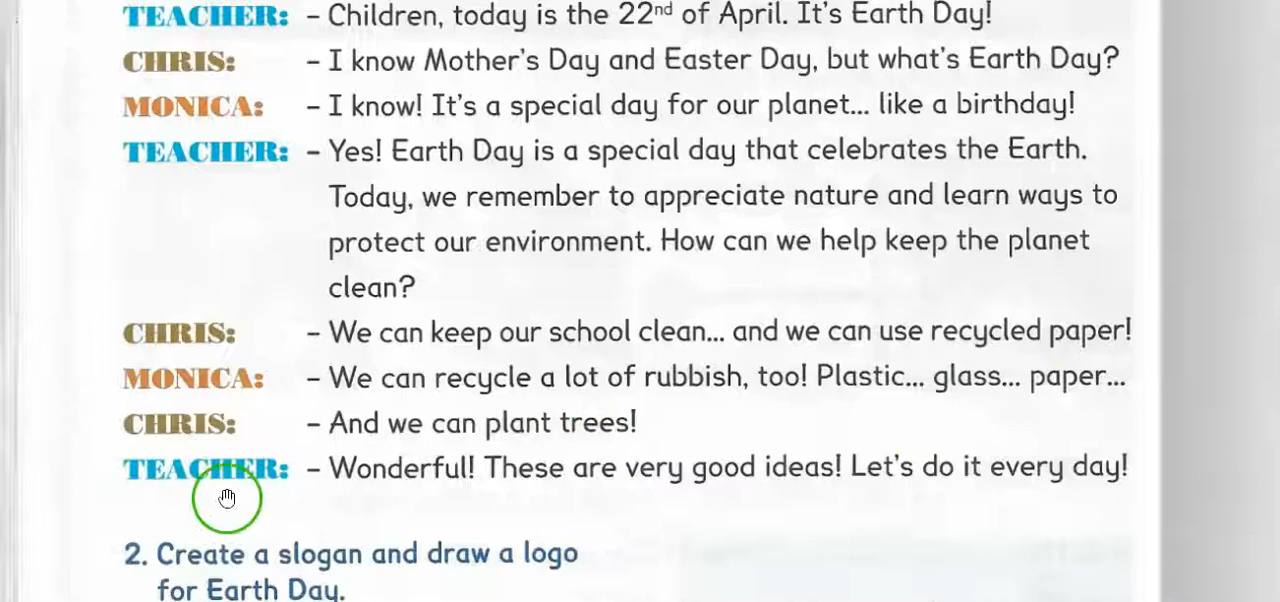 TEACHER: – Children, today is the 22nd of April. It's Earth Day!
CHRIS: – I know Mother's Day and Easter Day, but what's Earth Day?
MONICA: – I know! It's a special day for our planet... like a birthday!
TEACHER: – Yes! Earth Day is a special day that celebrates the Earth.
Today, we remember to appreciate nature and learn ways to
protect our environment. How can we help keep the planet
clean?
CHRIS: – We can keep our school clean... and we can use recycled paper!
MONICA: – We can recycle a lot of rubbish, too! Plastic... glass... paper...
CHRIS: – And we can plant trees!
TEACHER: – Wonderful! These are very good ideas! Let's do it every day!
2. Create a slogan and draw a logo
for Earth Day.